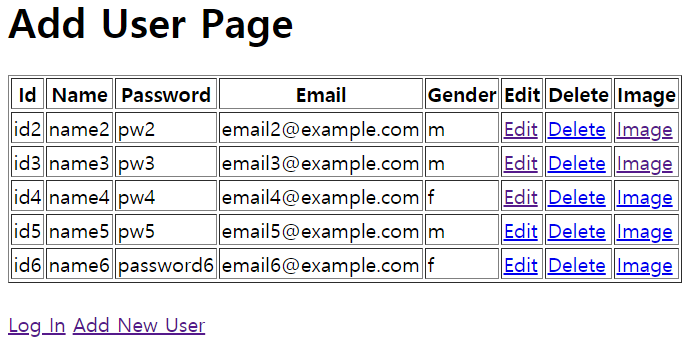 Add User Page
Id Name Password Email Gender Edit Delete Image
id2 name2 pw2 email2@example.com m Edit Delete Image
id3 name3 pw3 email3@example.com m Edit Delete Image
id4 name4 pw4 email4@example.com f Edit Delete Image
id5 name5 pw5 email5@example.com m Edit Delete Image
id6 name6 password6 email6@example.com f Edit Delete Image
Log In Add New User